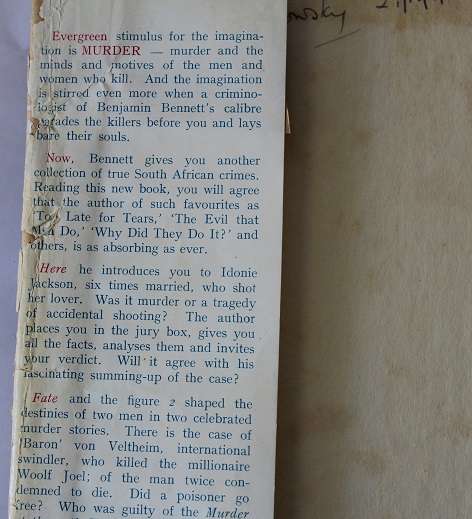 owsky
Evergreen stimulus for the imagina-
tion is MURDER — murder and the
minds and motives of the men and
women who kill. And the imagination
is stirred even more when a crimino-
logist of Benjamin Bennett's calibre
parades the killers before you and lays
bare their souls.
Now, Bennett gives you another
collection of true South African crimes.
Reading this new book, you will agree
that the author of such favourites as
'Too Late for Tears,' 'The Evil that
Men Do,' 'Why Did They Do It?' and
others, is as absorbing as ever.
Here he introduces you to Idonie
Jackson, six times married, who shot
her lover. Was it murder or a tragedy
of accidental shooting? The author
places you in the jury box, gives you
all the facts, analyses them and invites
your verdict. Will it agree with his
fascinating summing-up of the case?
Fate and the figure 2 shaped the
destinies of two men in two celebrated
murder stories. There is the case of
'Baron' von Veltheim, international
swindler, who killed the millionaire
Woolf Joel; of the man twice con-
demned to die. Did a poisoner go
free? Who was guilty of the Murder